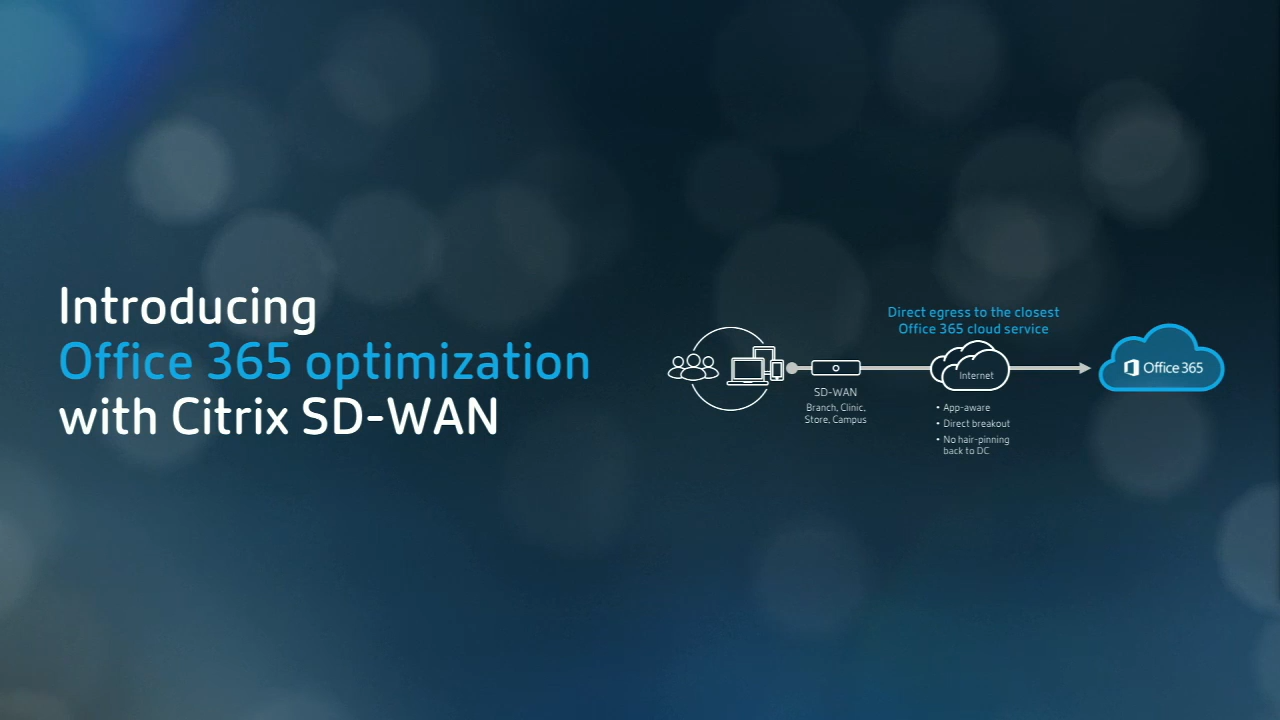 Introducing
Office 365 optimization
with Citrix SD-WAN
Direct egress to the closest
Office 365 cloud service
Internet
Office 365
SD-WAN
Branch, Clinic,
Store, Campus
• App-aware
• Direct breakout
• No hair-pinning
back to DC